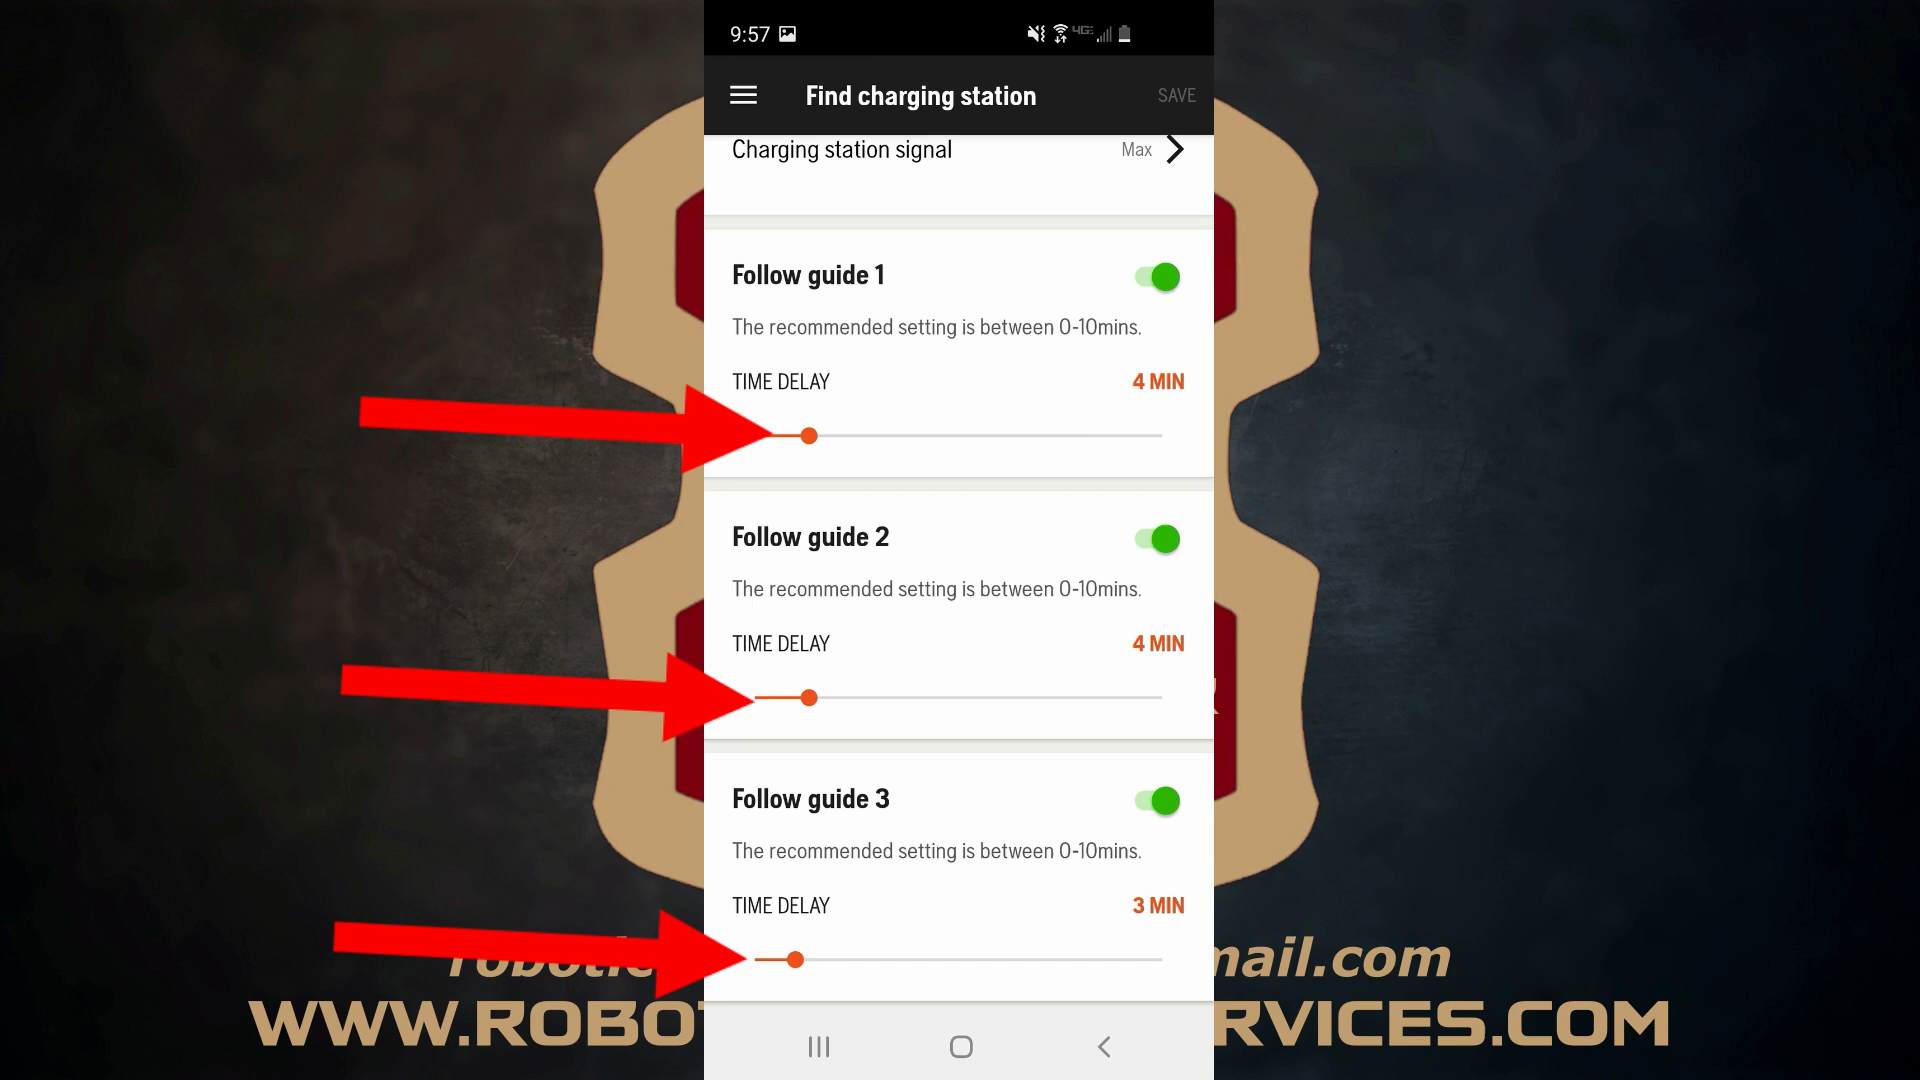 9:57
4GE
Find charging station
SAVE
Charging station signal
Max
Follow guide 1
The recommended setting is between 0-10mins.
TIME DELAY
4 MIN
Follow guide 2
The recommended setting is between 0-10mins.
TIME DELAY
4 MIN
Follow guide 3
The recommended setting is between 0-10mins.
TIME DELAY
3 MIN
mail.com
WWW.ROBO RVICES.COM